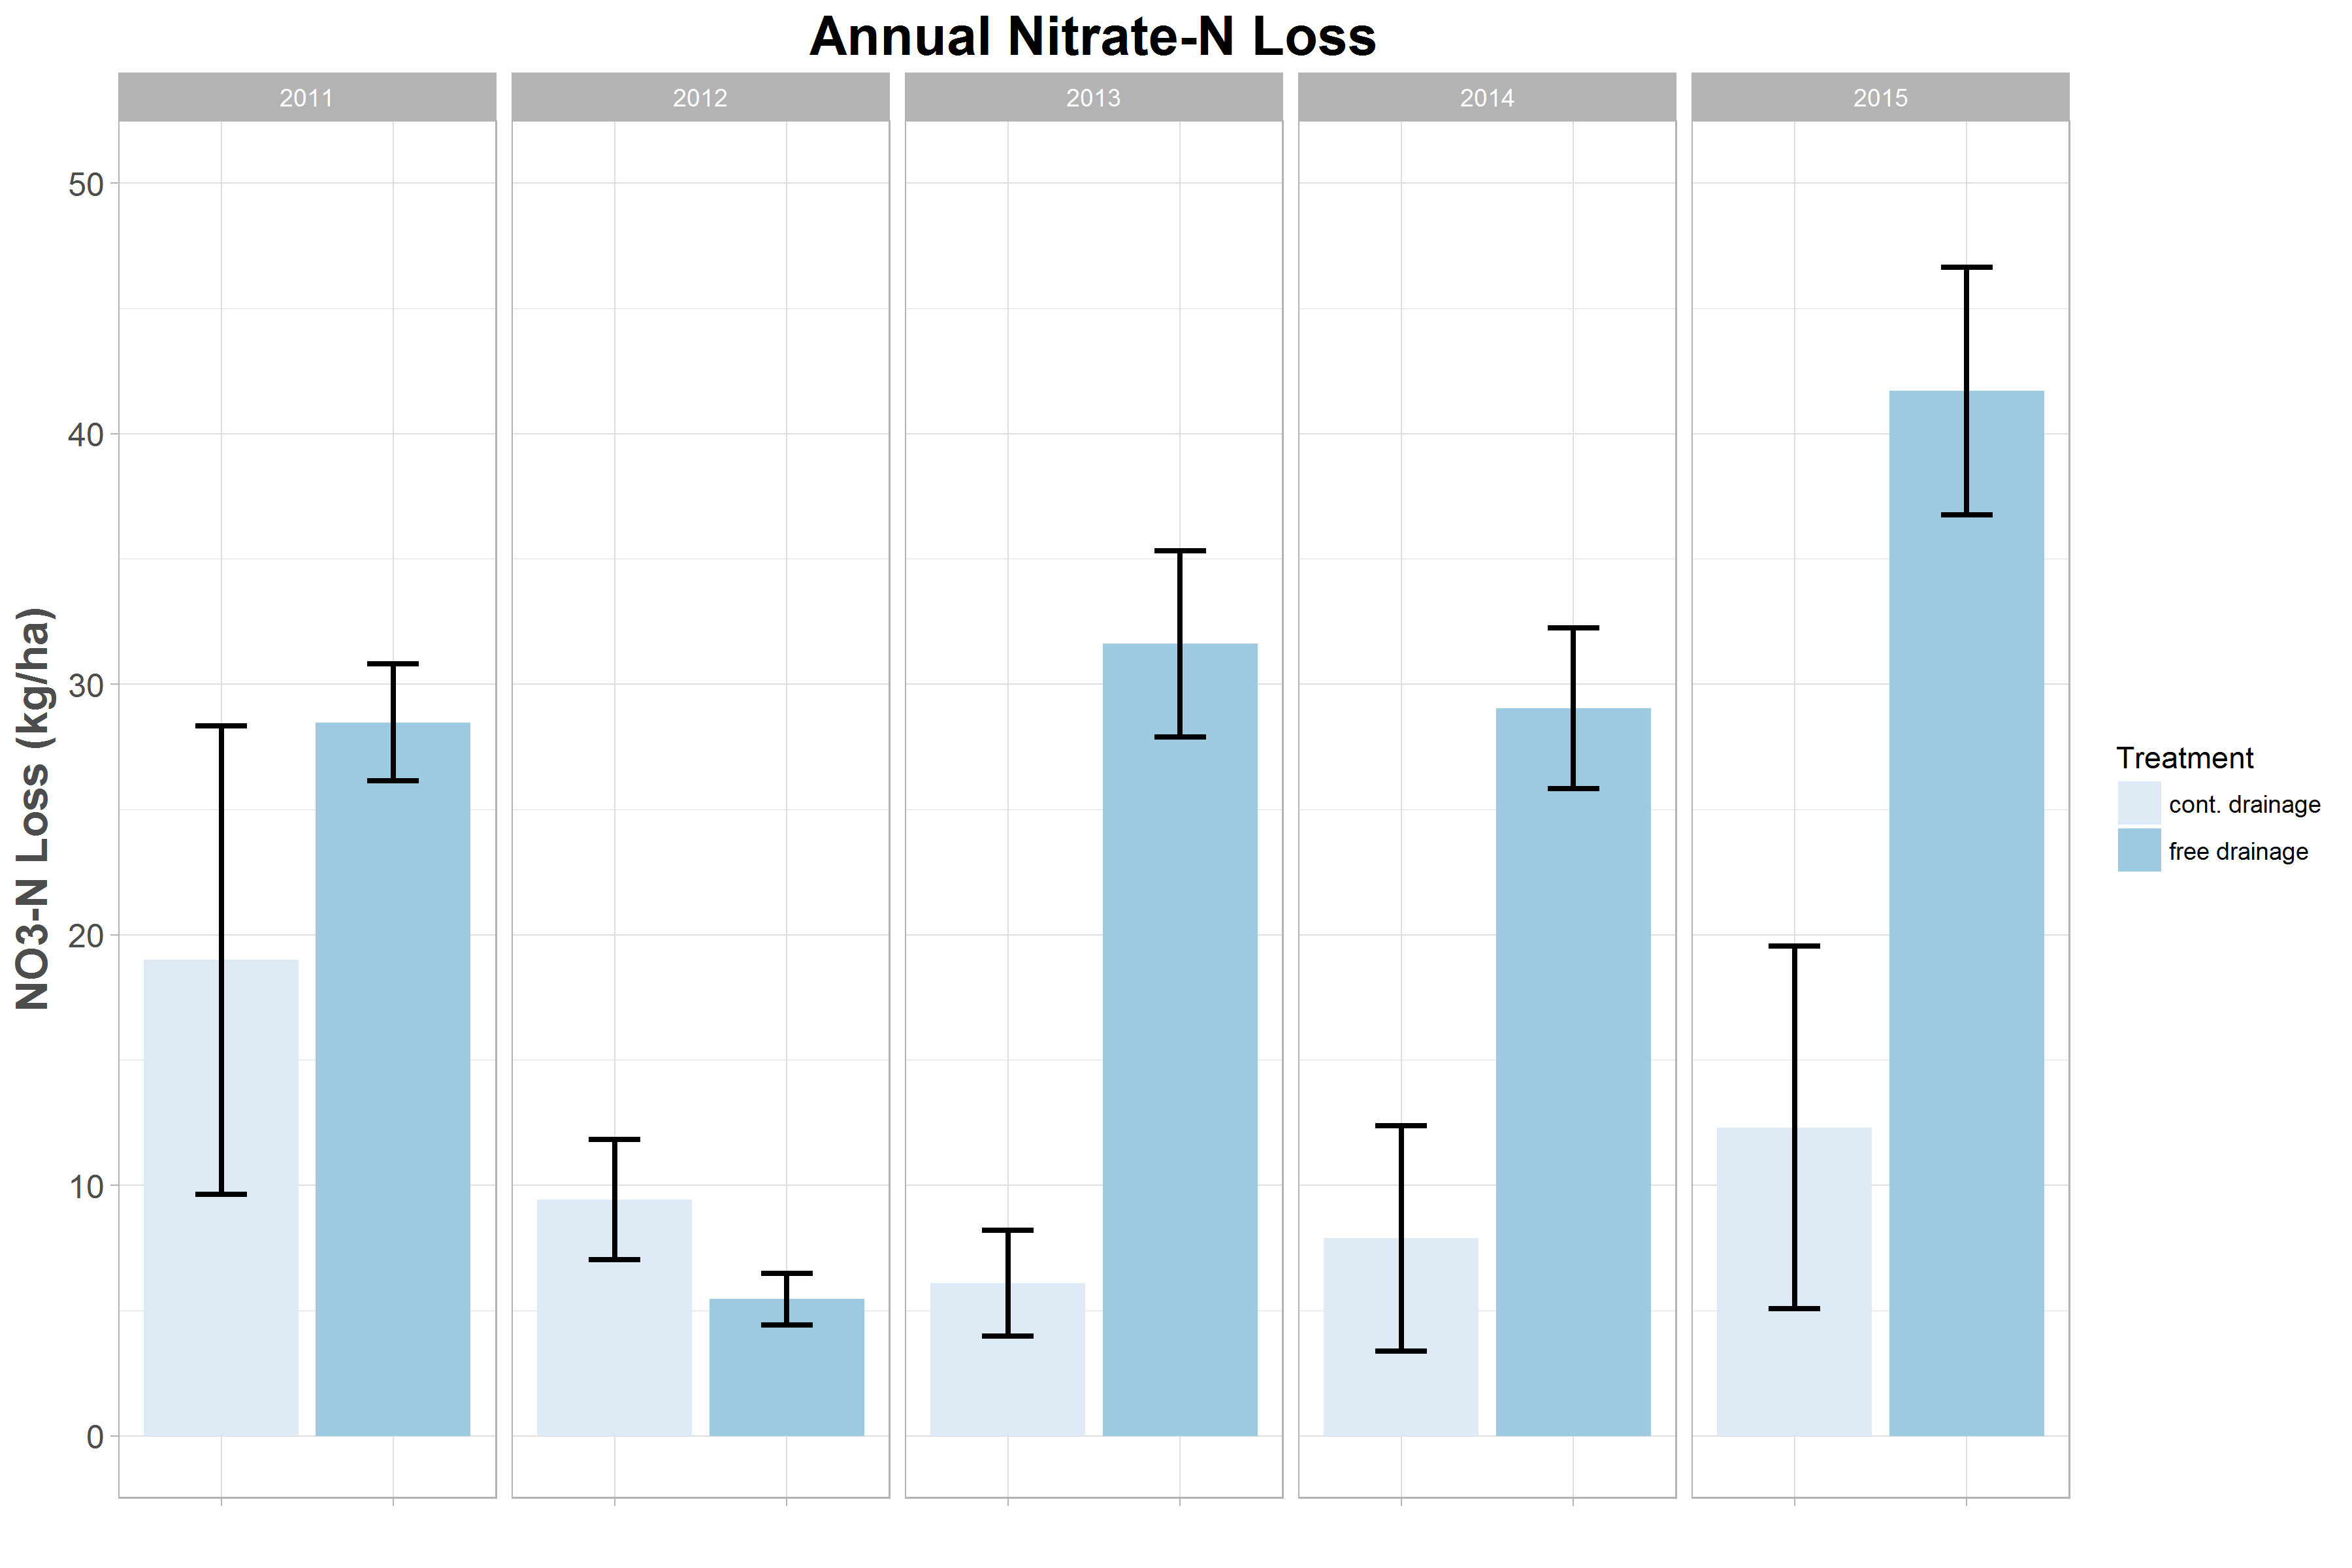 Annual Nitrate-N Loss
2011 2012 2013 2014 2015
50
40
30
20
10
0
NO3-N Loss (kg/ha)
Treatment
cont. drainage
free drainage